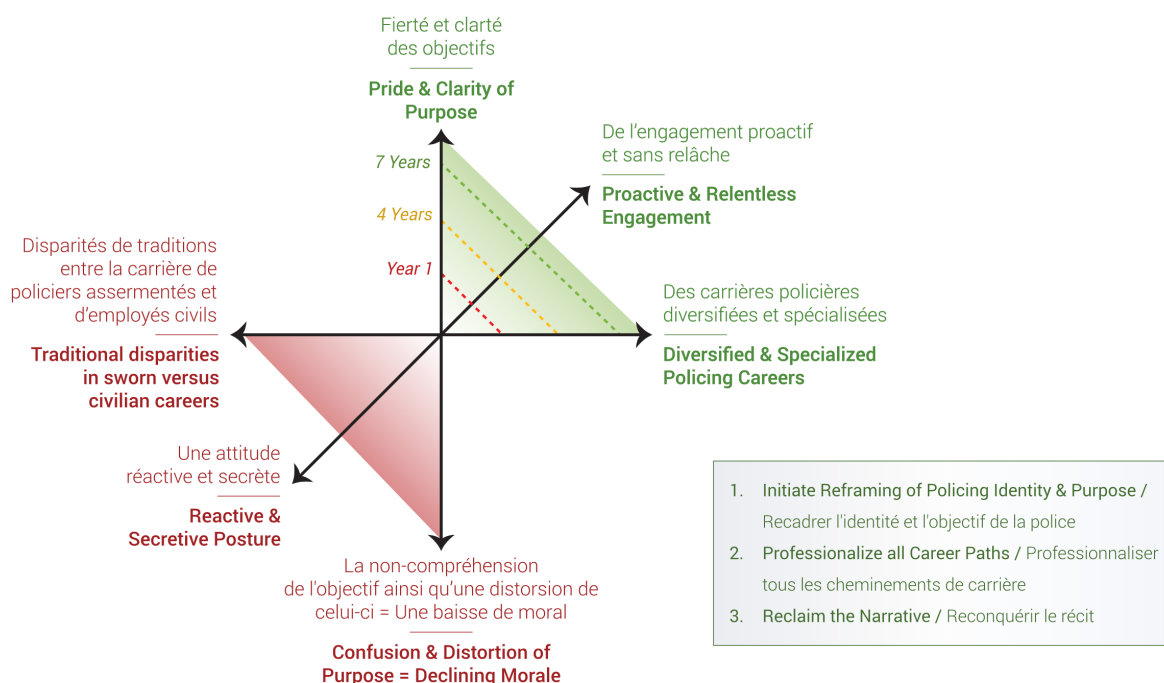 Fierté et clarté
des objectifs
Pride & Clarity of
Purpose
De l'engagement proactif
et sans relâche
Proactive & Relentless
Engagement
7 Years
4 Years
Year 1
Disparités de traditions
entre la carrière de
policiers assermentés et
d'employés civils
Traditional disparities
in sworn versus
civilian careers
Des carrières policières
diversifiées et spécialisées
Diversified & Specialized
Policing Careers
Une attitude
réactive et secrète
Reactive &
Secretive Posture
La non-compréhension
de l'objectif ainsi qu'une distorsion de
celui-ci = Une baisse de moral
Confusion & Distortion of
Purpose = Declining Morale
1. Initiate Reframing of Policing Identity & Purpose /
Recadrer l'identité et l'objectif de la police
2. Professionalize all Career Paths / Professionnaliser
tous les cheminements de carrière
3. Reclaim the Narrative / Reconquérir le récit